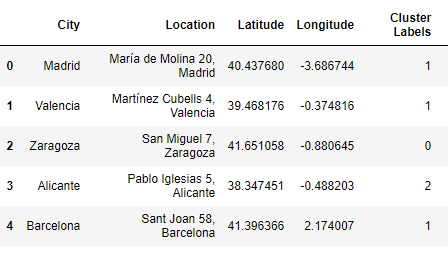 City Location Latitude Longitude Cluster
Labels
0 Madrid María de Molina 20,
Madrid 40.437680 -3.686744 1
1 Valencia Martínez Cubells 4,
Valencia 39.468176 -0.374816 1
2 Zaragoza San Miguel 7,
Zaragoza 41.651058 -0.880645 0
3 Alicante Pablo Iglesias 5,
Alicante 38.347451 -0.488203 2
4 Barcelona Sant Joan 58,
Barcelona 41.396366 2.174007 1